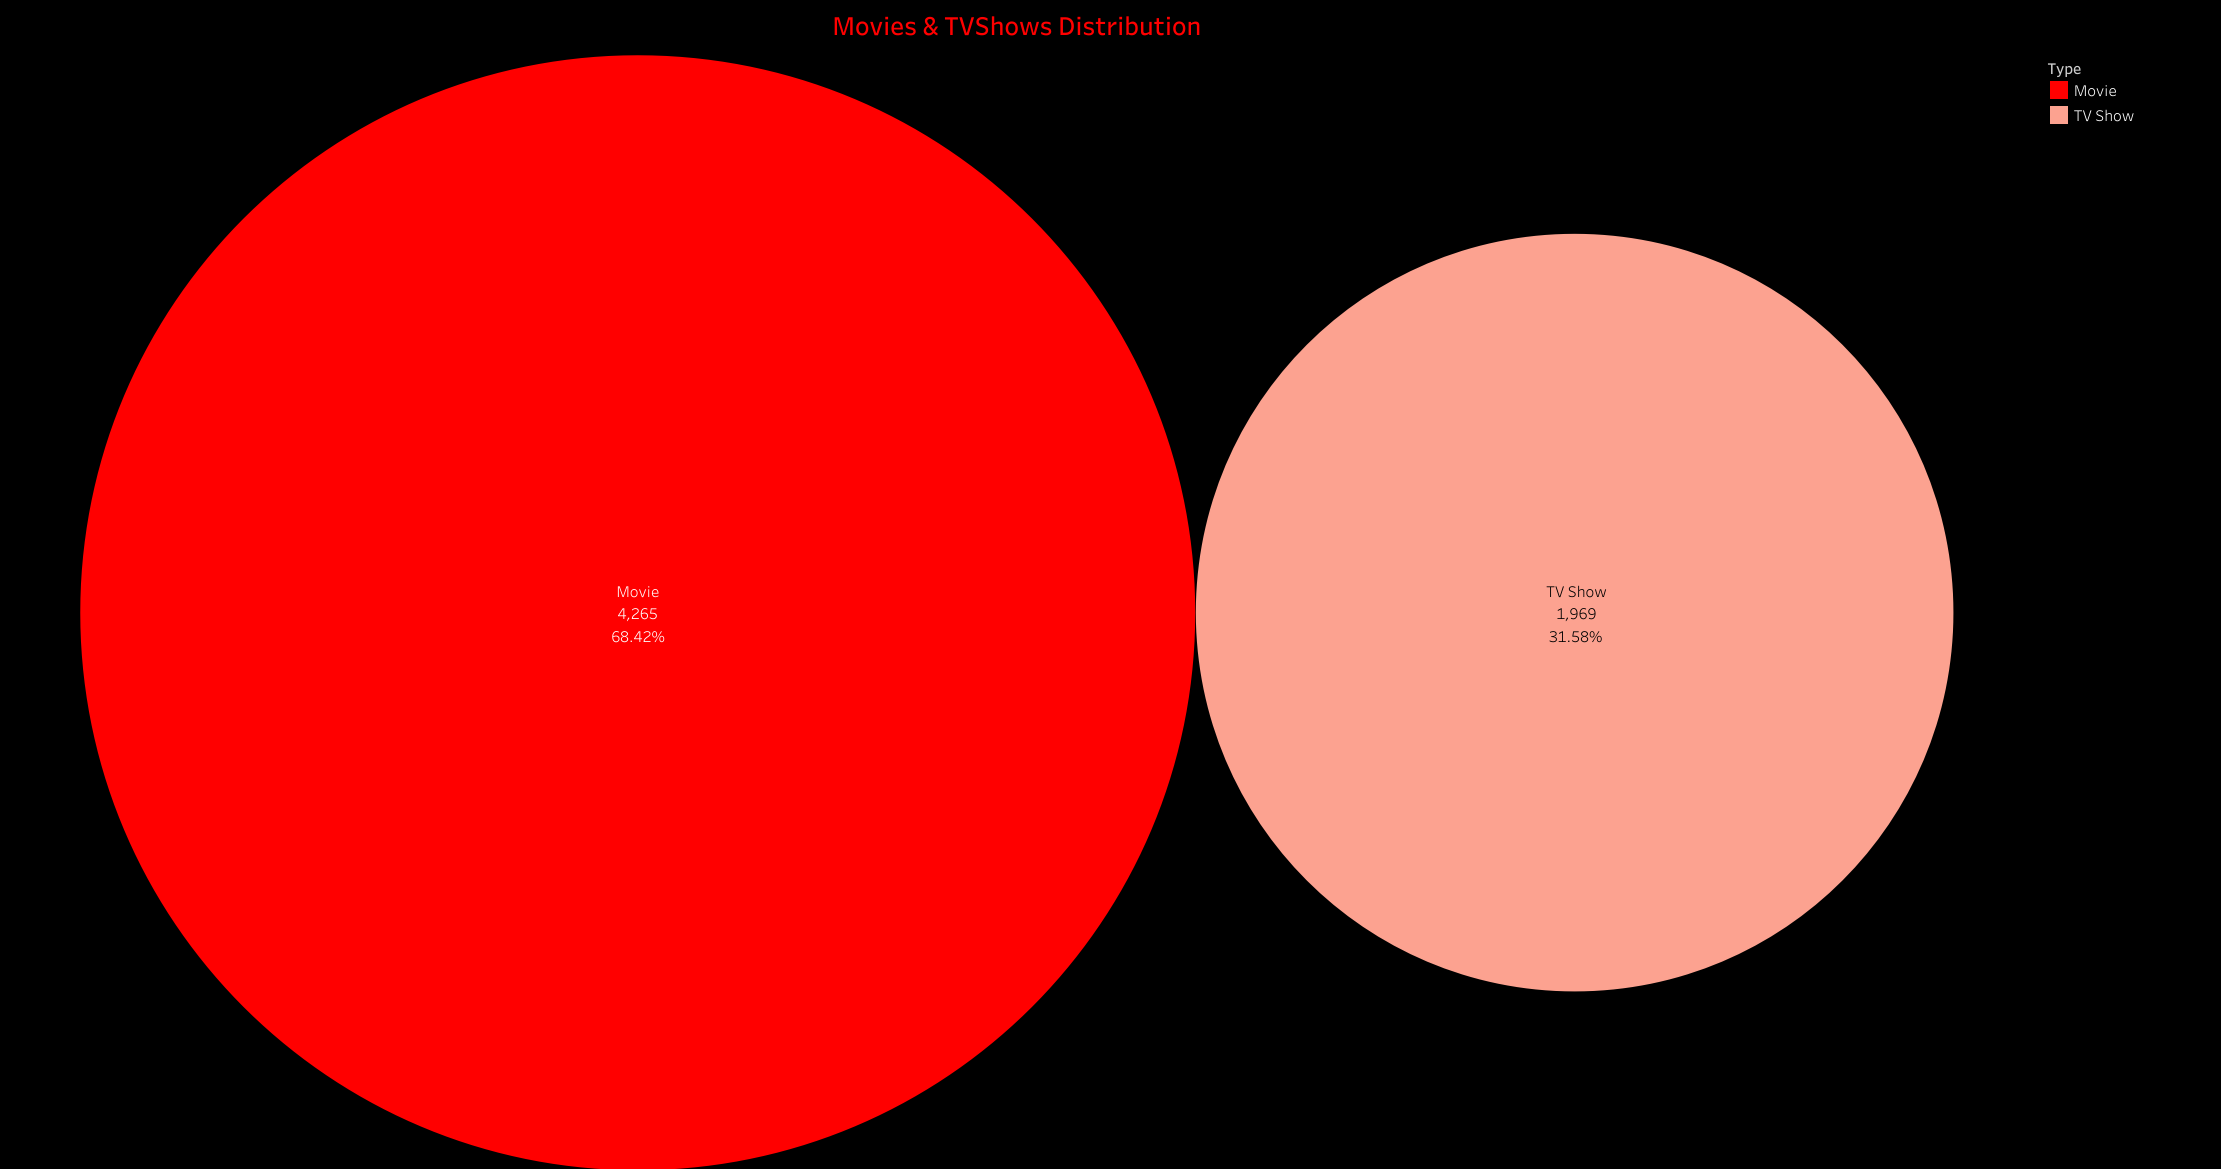 Movies & TVShows Distribution
Type
Movie
TV Show
Movie
4,265
68.42%
TV Show
1,969
31.58%